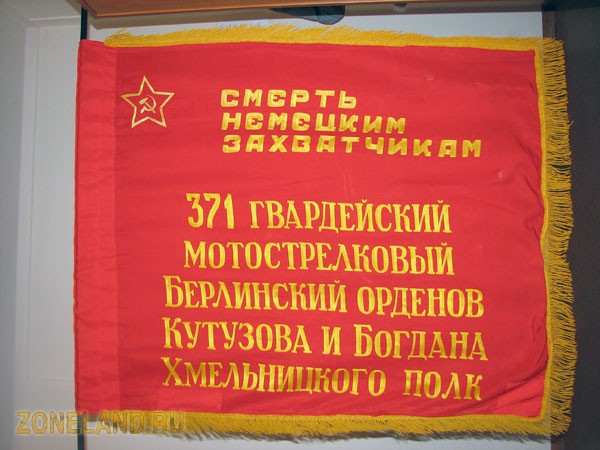 СМЕРТЬ
НЕМЕЦКИМ
ЗАХВАТЧИКАМ
371 ГВАРДЕЙСКИЙ
МОТОСТРЕЛКОВЫЙ
БЕРЛИНСКИЙ ОРДЕНОВ
КУТУЗОВА И БОГДАНА
ХМЕЛЬНИЦКОГО ПОЛК
ZONELAND.RU